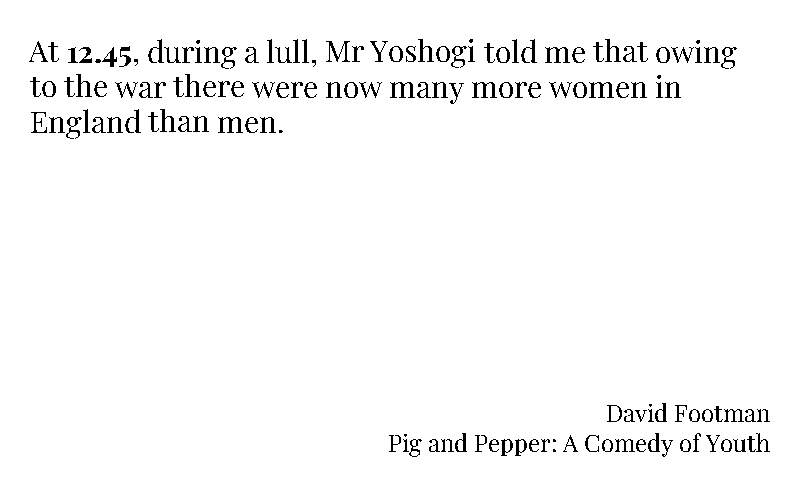 At 12.45, during a lull, Mr Yoshogi told me that owing
to the war there were now many more women in
England than men.
David Footman
Pig and Pepper: A Comedy of Youth